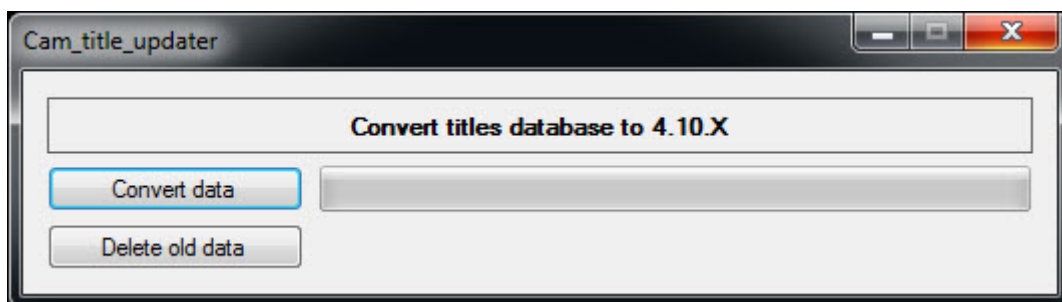 Cam_title_updater
Convert titles database to 4.10.X
Convert data
Delete old data